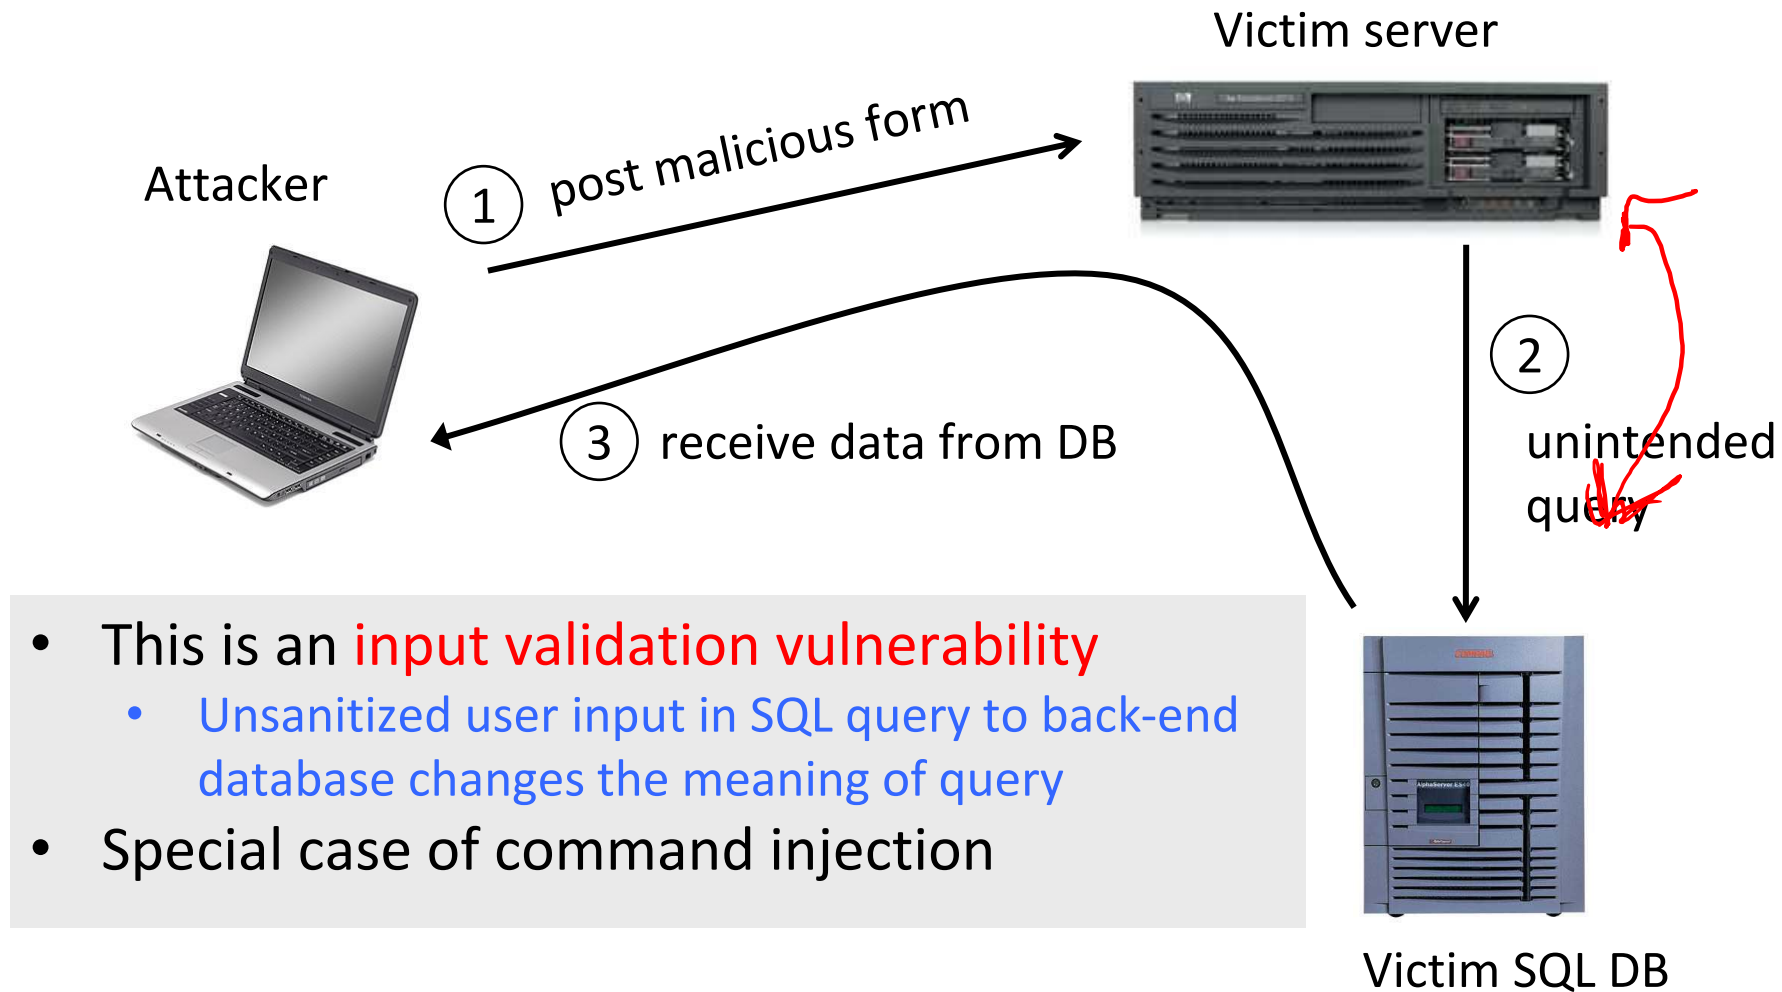 Victim server
Attacker
1 post malicious form
2
unintended
query
3 receive data from DB
• This is an input validation vulnerability
• Unsanitized user input in SQL query to back-end
database changes the meaning of query
• Special case of command injection
Victim SQL DB